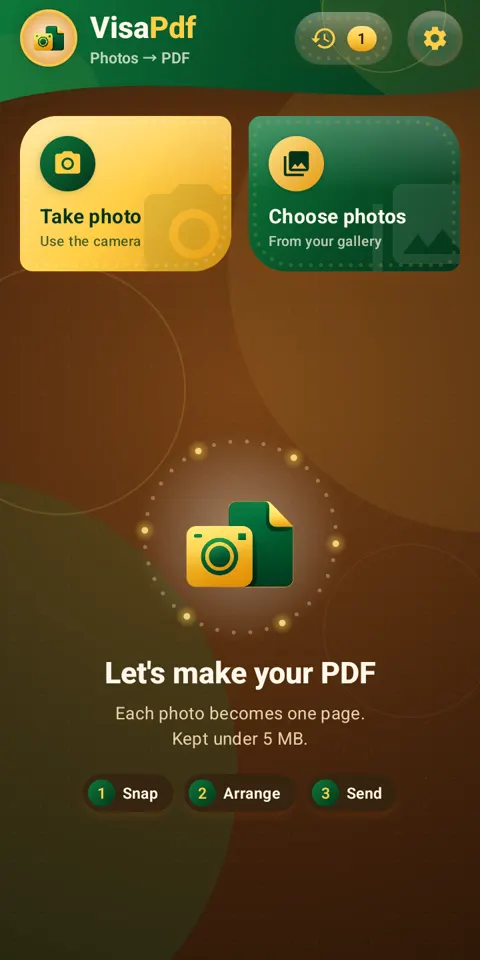 VisaPdf
Photos → PDF
1
Take photo
Use the camera
Choose photos
From your gallery
Let's make your PDF
Each photo becomes one page.
Kept under 5 MB.
1 Snap
2 Arrange
3 Send